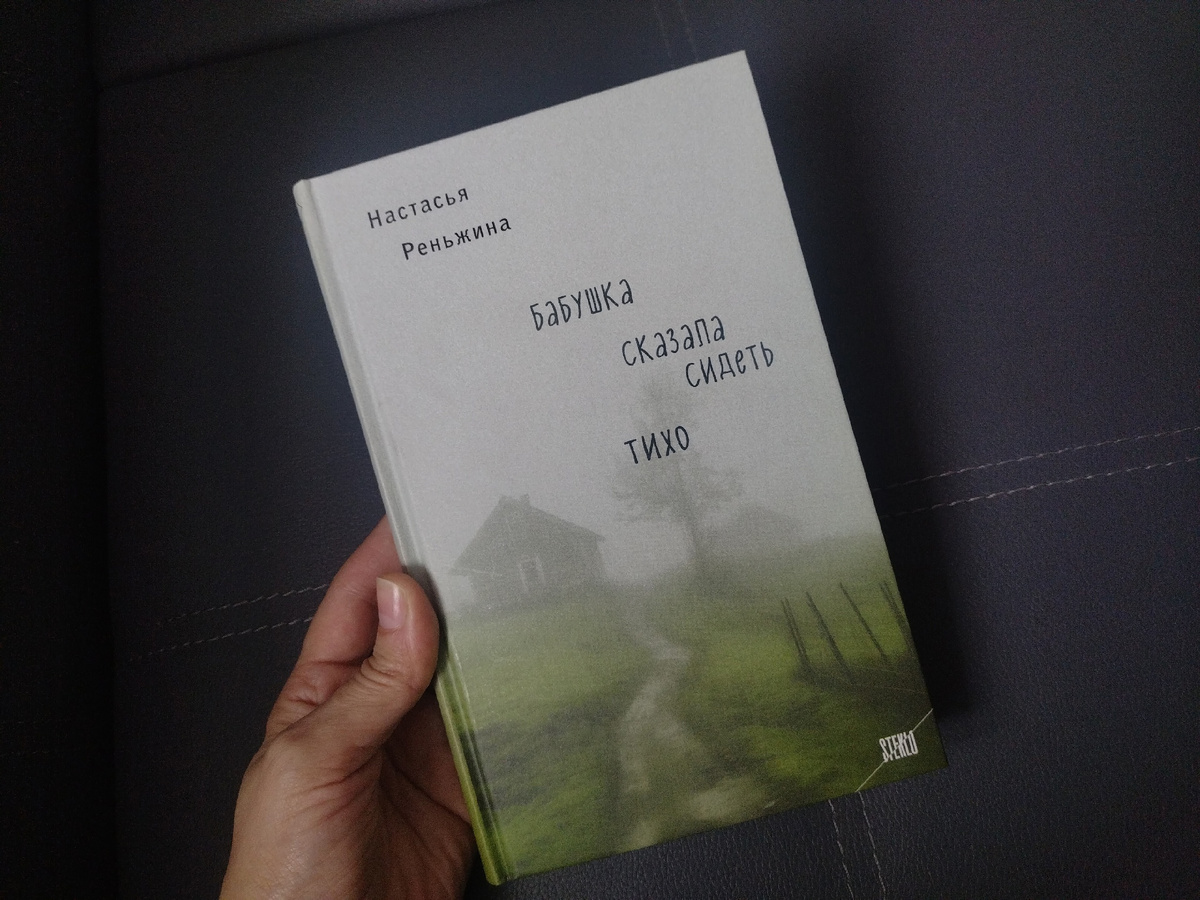 Настасья
Реньжина
бабушка
сказала
сидеть
тихо
STEKLO